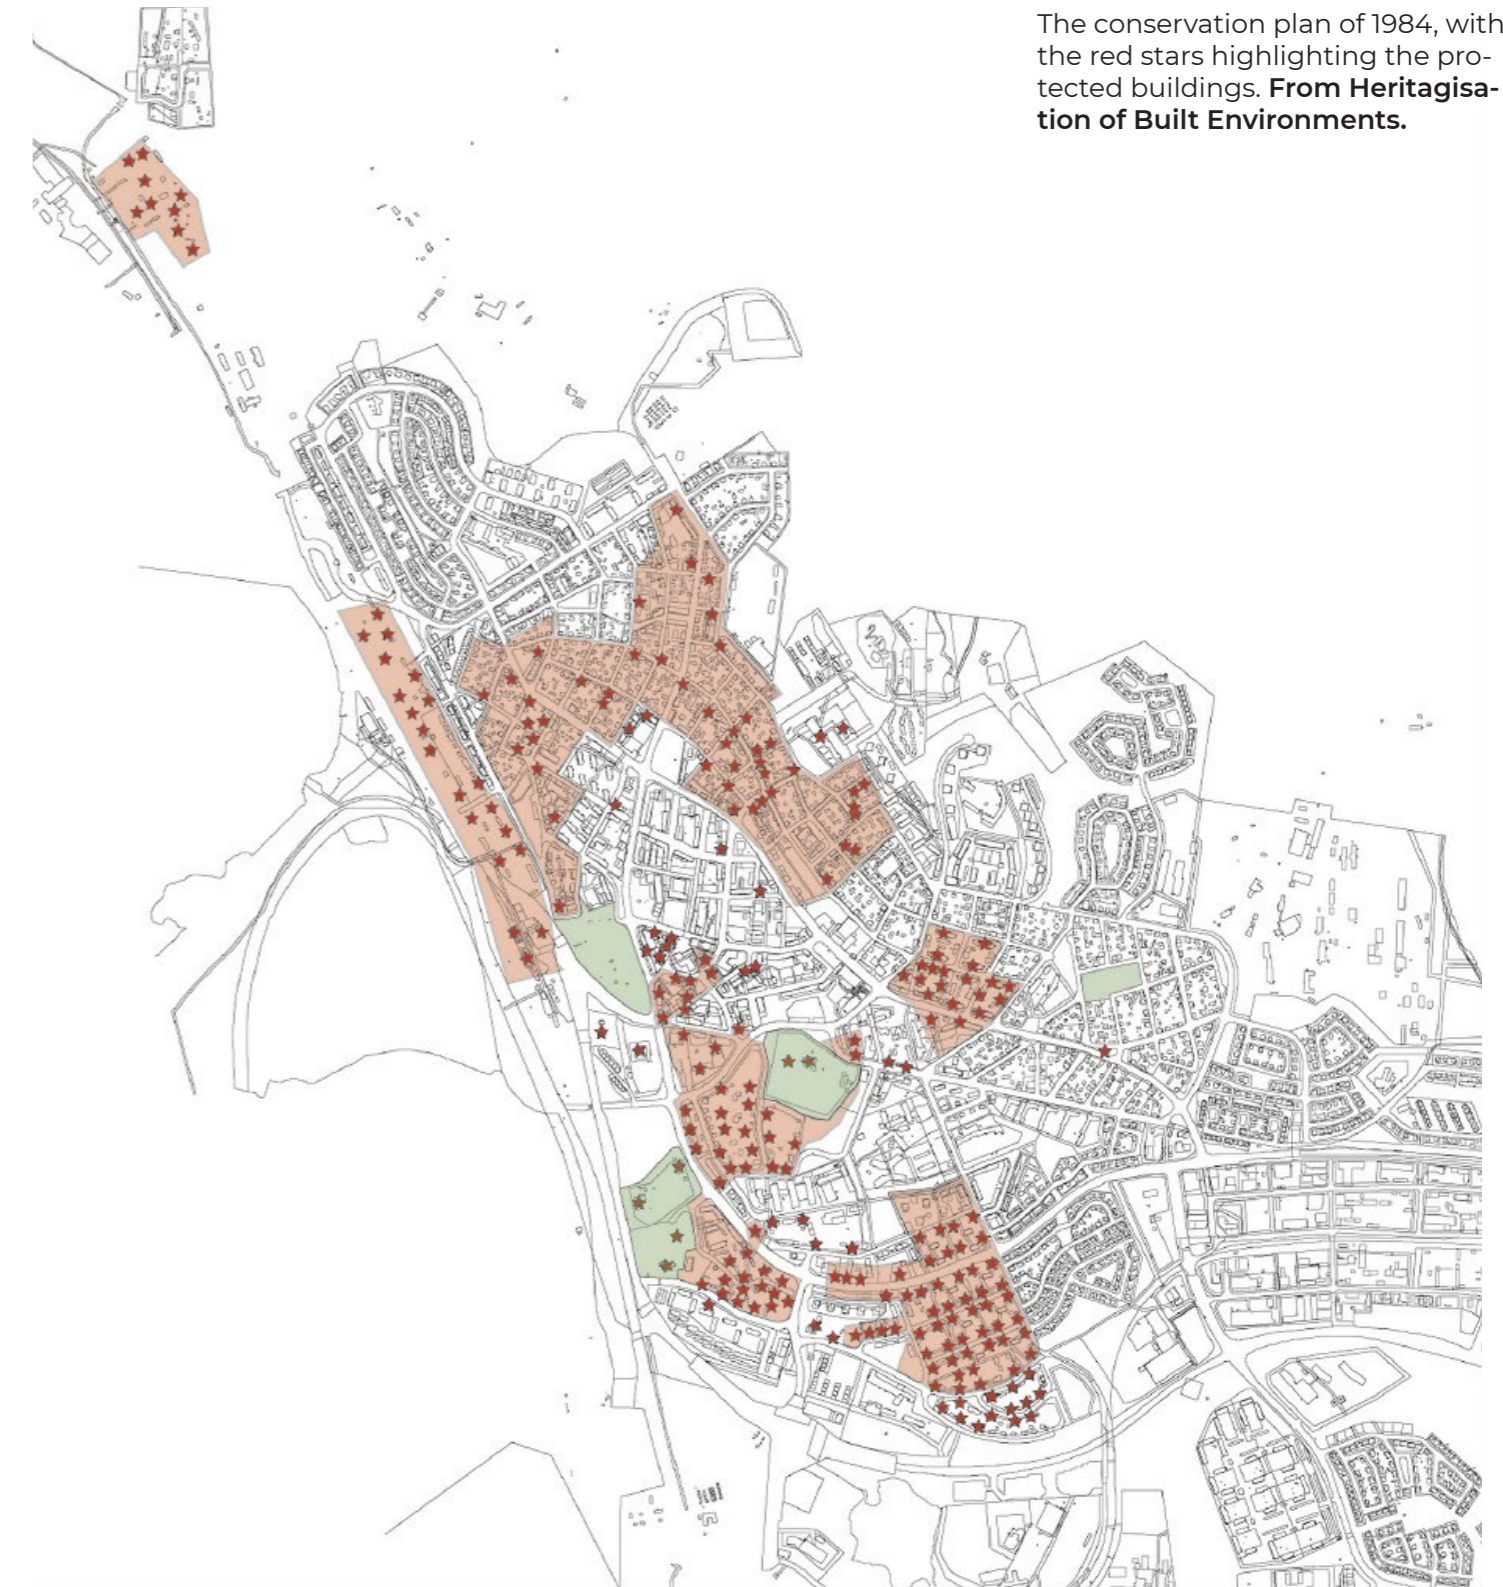 The conservation plan of 1984, with
the red stars highlighting the pro-
tected buildings. From Heritagisa-
tion of Built Environments.